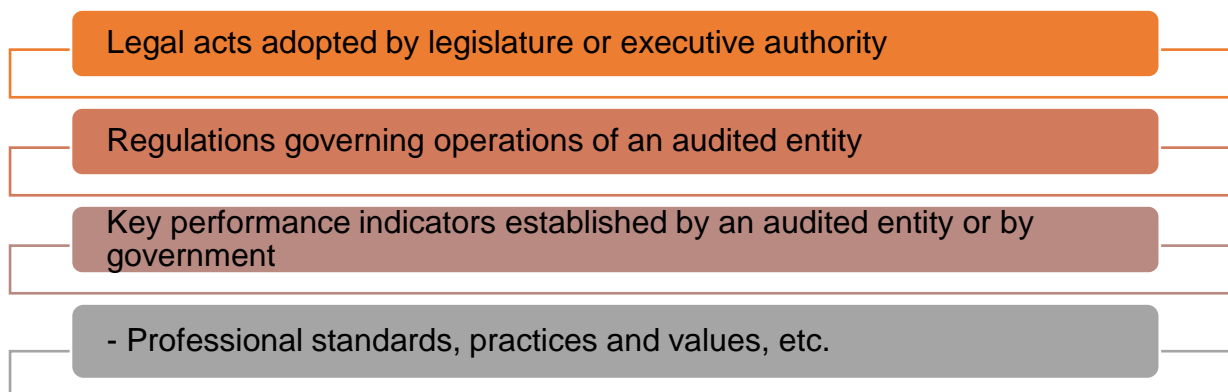 Legal acts adopted by legislature or executive authority
Regulations governing operations of an audited entity
Key performance indicators established by an audited entity or by
government
- Professional standards, practices and values, etc.